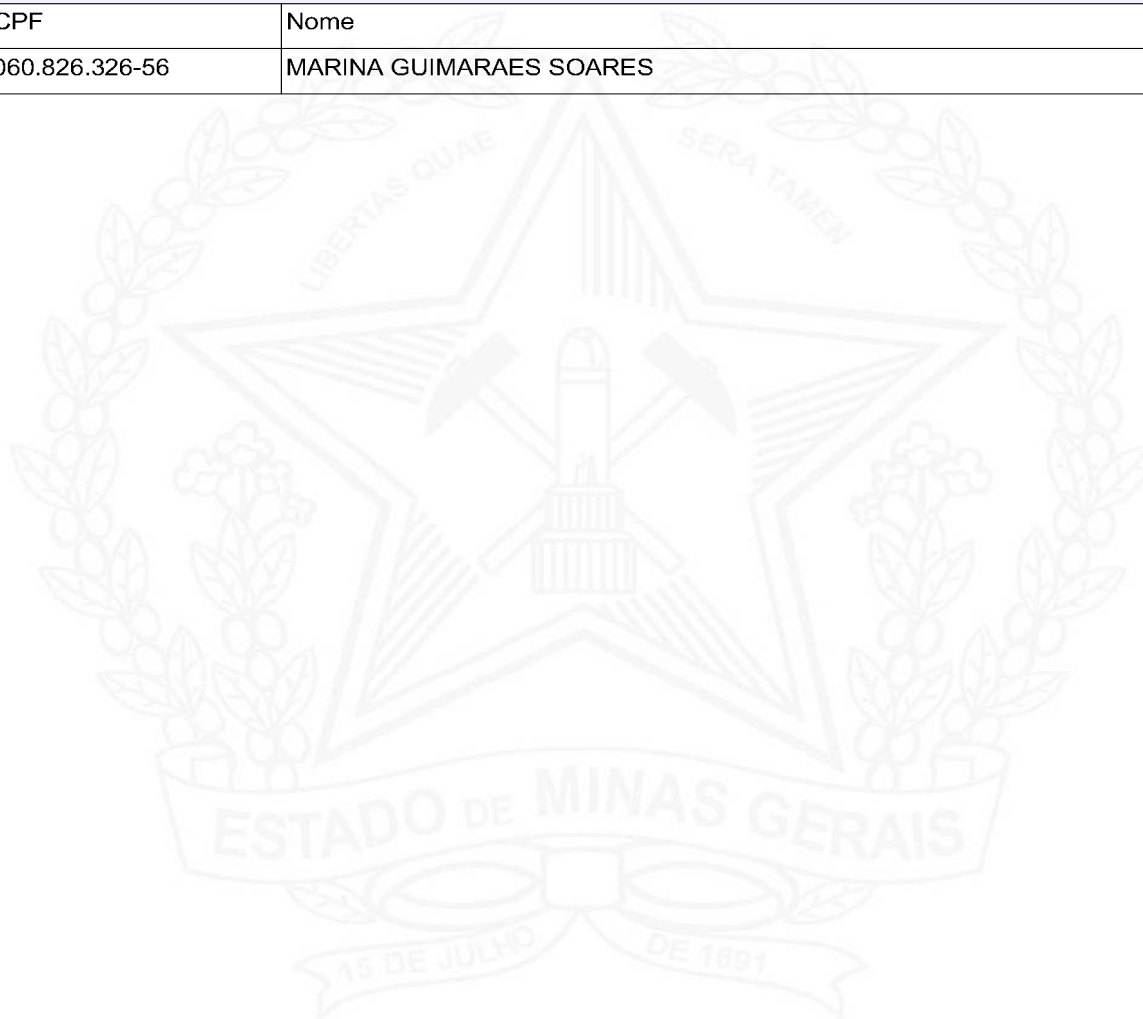 CPF Nome
060.826.326-56 MARINA GUIMARAES SOARES
LIBERTAS QUAE SERA TAMEN
ESTADO DE MINAS GERAIS
15 DE JULHO DE 1891